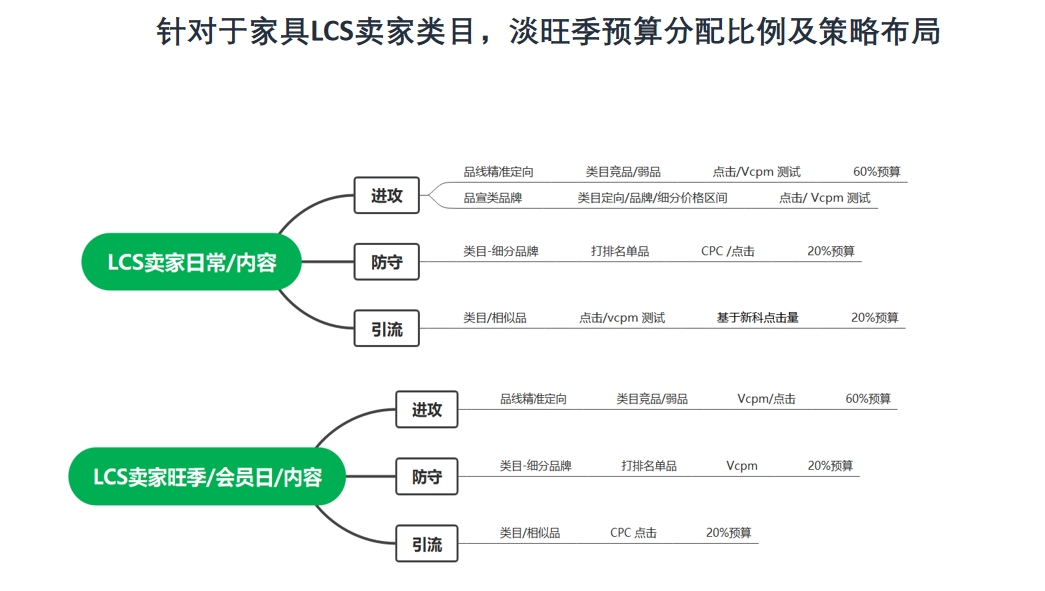 针对于家具LCS卖家类目，淡旺季预算分配比例及策略布局
LCS卖家日常/内容
进攻
品线精准定向 类目竞品/弱品 点击/Vcpm 测试 60%预算
品宣类品牌 类目定向/品牌/细分价格区间 点击/ Vcpm 测试
防守
类目-细分品牌 打排名单品 CPC /点击 20%预算
引流
类目/相似品 点击/vcpm 测试 基于新科点击量 20%预算
LCS卖家旺季/会员日/内容
进攻
品线精准定向 类目竞品/弱品 Vcpm/点击 60%预算
防守
类目-细分品牌 打排名单品 Vcpm 20%预算
引流
类目/相似品 CPC 点击 20%预算